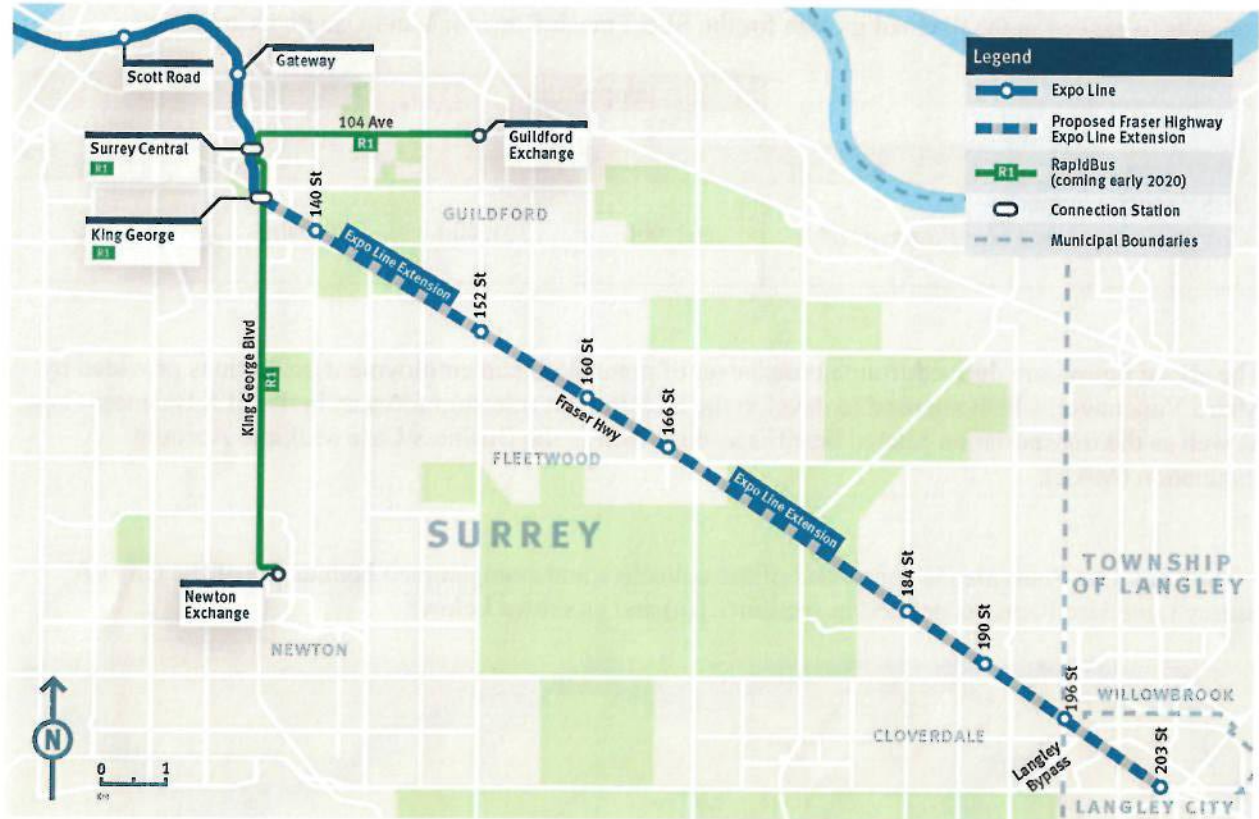 Scott Road
Gateway
Surrey Central
R1
King George
R1
104 Ave
R1
Guildford
Exchange
140 St
GUILDFORD
Expo Line Extension
152 St
160 St
Fraser Hwy
166 St
King George Blvd
R1
FLEETWOOD
Expo Line Extension
SURREY
Newton
Exchange
NEWTON
184 St
190 St
196 St
203 St
TOWNSHIP
OF LANGLEY
WILLOWBROOK
CLOVERDALE
Langley
Bypass
LANGLEY CITY
N
0 1
Km
Legend
Expo Line
Proposed Fraser Highway
Expo Line Extension
R1
RapidBus
(coming early 2020)
Connection Station
Municipal Boundaries